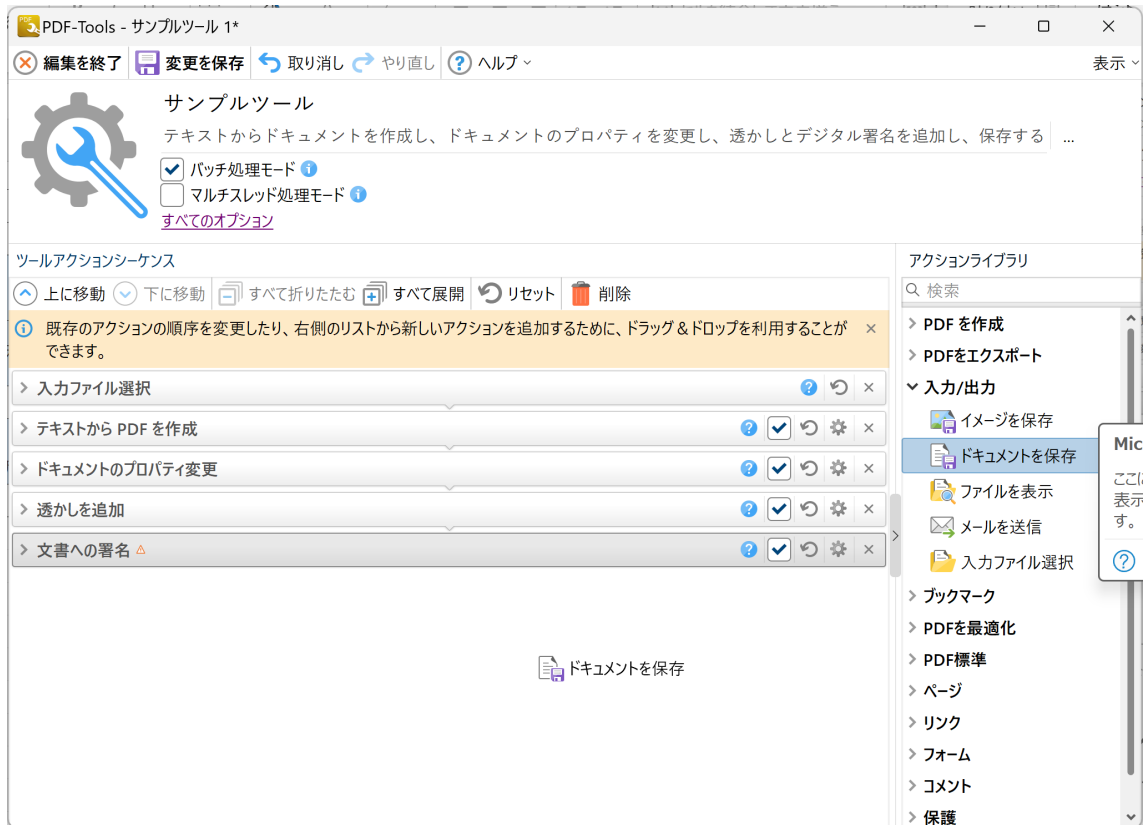 PDF-Tools - サンプルツール 1*
編集を終了 変更を保存 取り消し やり直し ヘルプ 表示
サンプルツール
テキストからドキュメントを作成し、ドキュメントのプロパティを変更し、透かしとデジタル署名を追加し、保存する ...
バッチ処理モード
マルチスレッド処理モード
すべてのオプション
ツールアクションシーケンス
上に移動 下に移動 すべて折りたたむ すべて展開 リセット 削除
既存のアクションの順序を変更したり、右側のリストから新しいアクションを追加するために、ドラッグ＆ドロップを利用することが
できます。
入力ファイル選択
テキストから PDF を作成
ドキュメントのプロパティ変更
透かしを追加
文書への署名
ドキュメントを保存
アクションライブラリ
検索
PDF を作成
PDFをエクスポート
入力/出力
イメージを保存
ドキュメントを保存
ファイルを表示
メールを送信
入力ファイル選択
ブックマーク
PDFを最適化
PDF標準
ページ
リンク
フォーム
コメント
保護
Mic
ここに
表示
す。